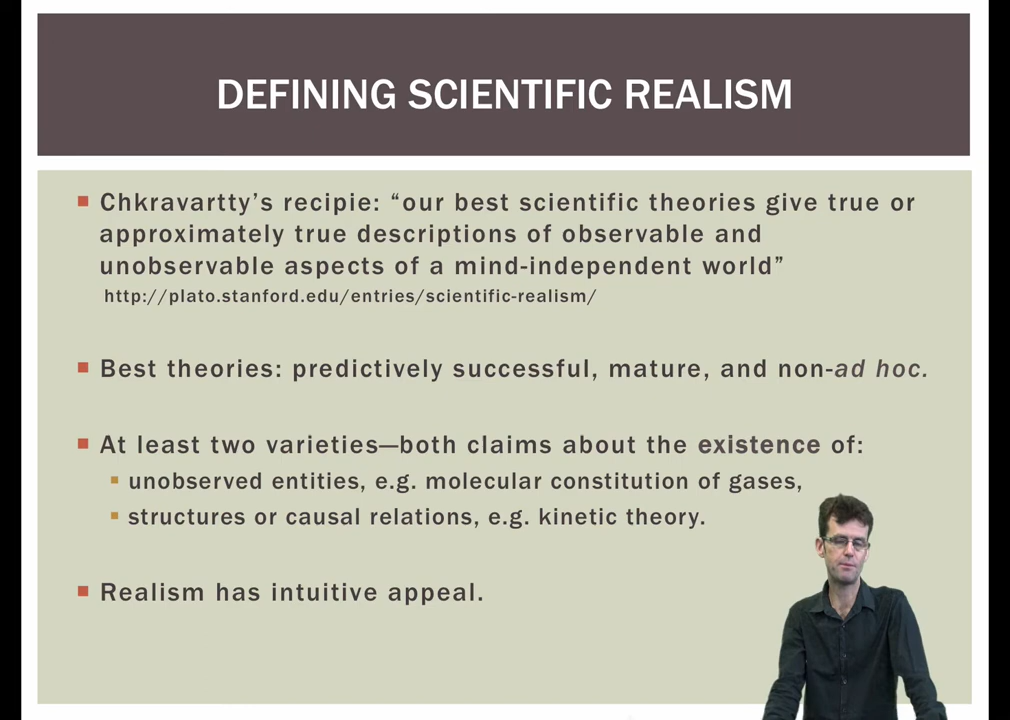 DEFINING SCIENTIFIC REALISM
Chkravartty's recipie: “our best scientific theories give true or
approximately true descriptions of observable and
unobservable aspects of a mind-independent world”
http://plato.stanford.edu/entries/scientific-realism/
Best theories: predictively successful, mature, and non-ad hoc.
At least two varieties—both claims about the existence of:
unobserved entities, e.g. molecular constitution of gases,
structures or causal relations, e.g. kinetic theory.
Realism has intuitive appeal.